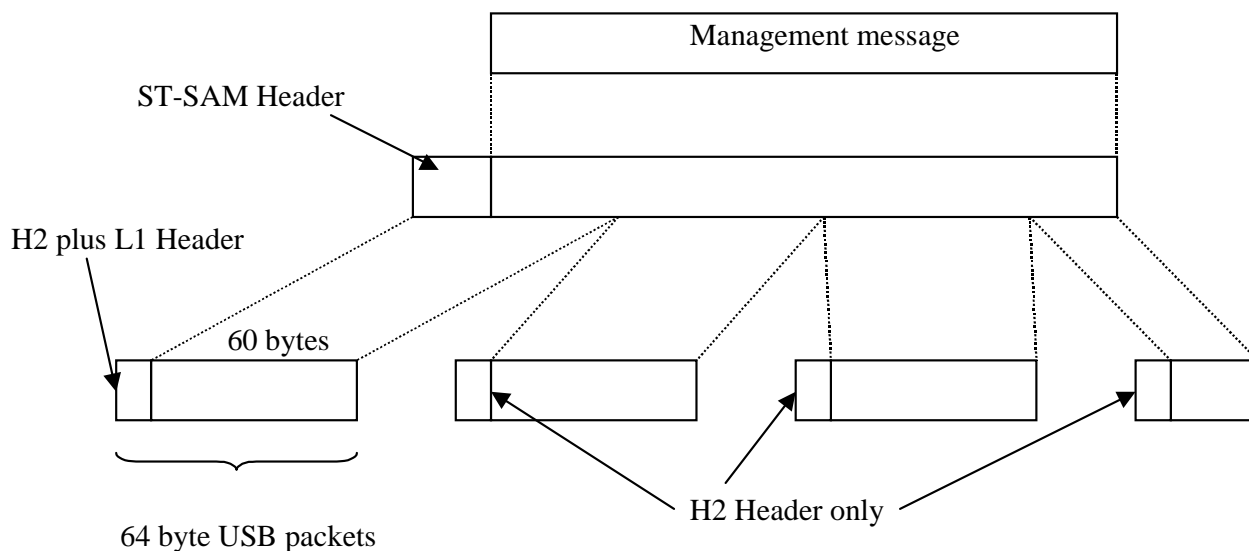 Management message
ST-SAM Header
H2 plus L1 Header
60 bytes
H2 Header only
64 byte USB packets